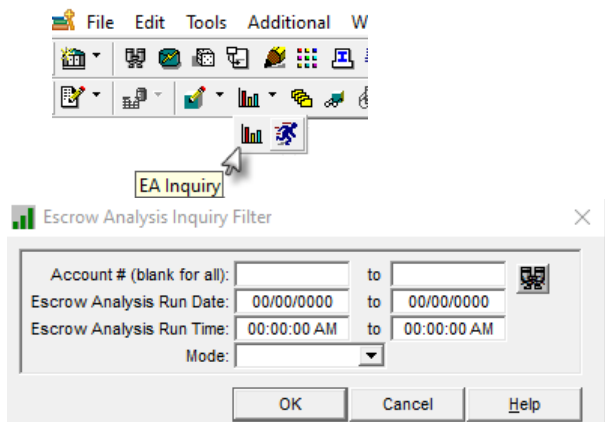 File Edit Tools Additional W
EA Inquiry
Escrow Analysis Inquiry Filter
Account # (blank for all): to
Escrow Analysis Run Date: 00/00/0000 to 00/00/0000
Escrow Analysis Run Time: 00:00:00 AM to 00:00:00 AM
Mode:
OK Cancel Help